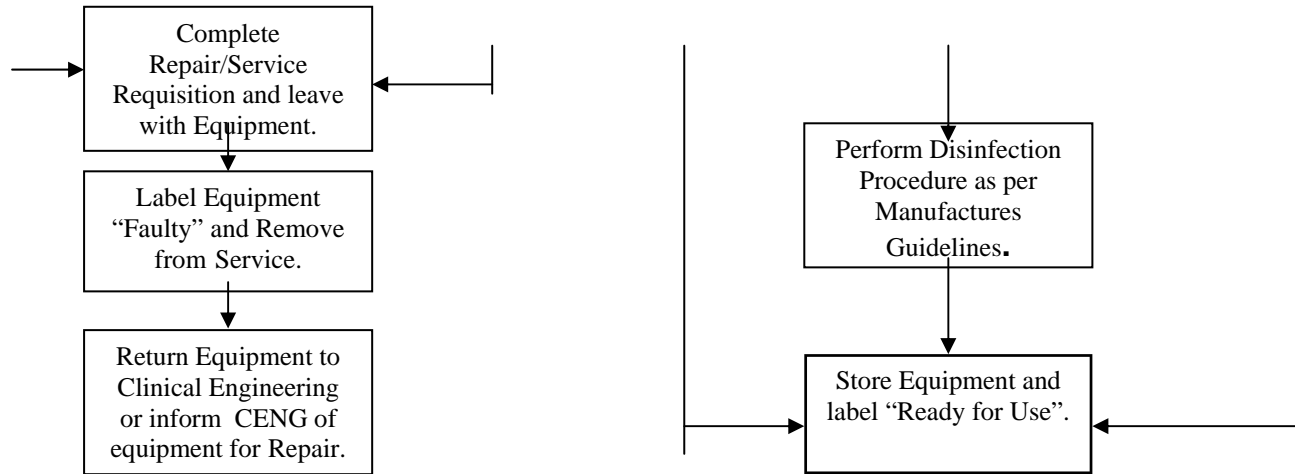 Complete
Repair/Service
Requisition and leave
with Equipment.
Label Equipment
“Faulty” and Remove
from Service.
Return Equipment to
Clinical Engineering
or inform  CENG of
equipment for Repair.
Perform Disinfection
Procedure as per
Manufactures
Guidelines.
Store Equipment and
label “Ready for Use”.